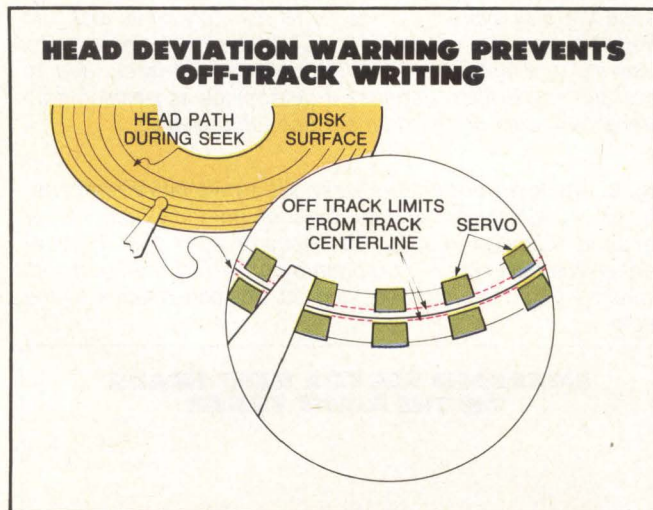 HEAD DEVIATION WARNING PREVENTS
OFF-TRACK WRITING
HEAD PATH
DURING SEEK
DISK
SURFACE
OFF TRACK LIMITS
FROM TRACK
CENTERLINE
SERVO